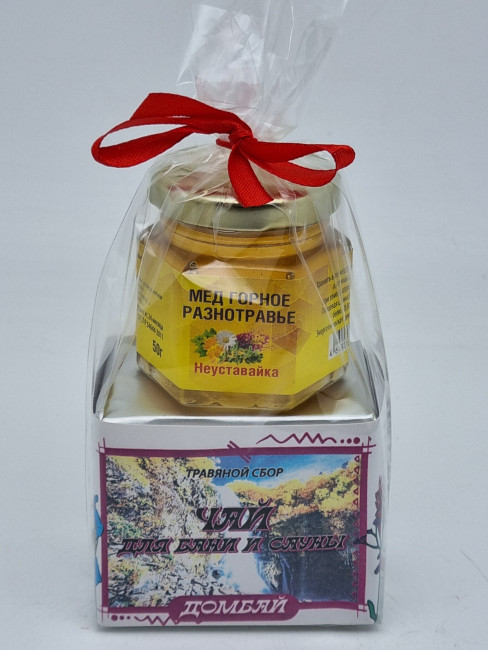 МЕД ГОРНОЕ
РАЗНОТРАВЬЕ
50г
Неуставайка
ТРАВЯНОЙ СБОР
ЧАЙ
ДЛЯ БАНИ И САУНЫ
ДОМБАЙ